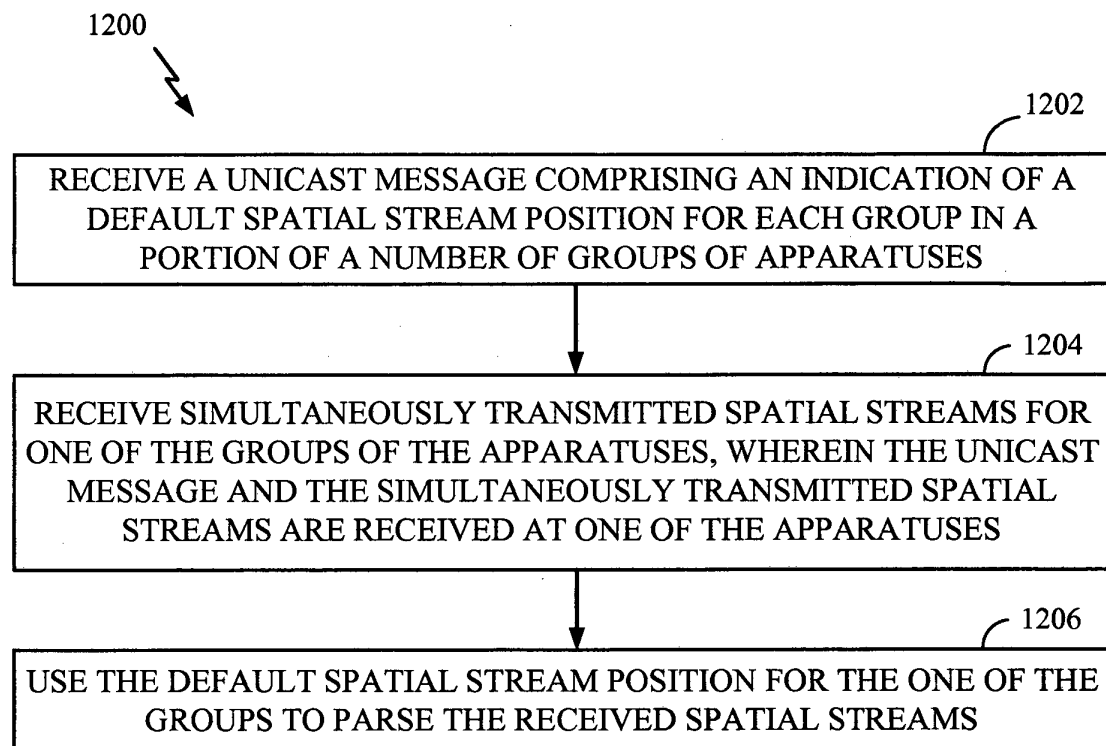 1200
1202
RECEIVE A UNICAST MESSAGE COMPRISING AN INDICATION OF A
DEFAULT SPATIAL STREAM POSITION FOR EACH GROUP IN A
PORTION OF A NUMBER OF GROUPS OF APPARATUSES
1204
RECEIVE SIMULTANEOUSLY TRANSMITTED SPATIAL STREAMS FOR
ONE OF THE GROUPS OF THE APPARATUSES, WHEREIN THE UNICAST
MESSAGE AND THE SIMULTANEOUSLY TRANSMITTED SPATIAL
STREAMS ARE RECEIVED AT ONE OF THE APPARATUSES
1206
USE THE DEFAULT SPATIAL STREAM POSITION FOR THE ONE OF THE
GROUPS TO PARSE THE RECEIVED SPATIAL STREAMS